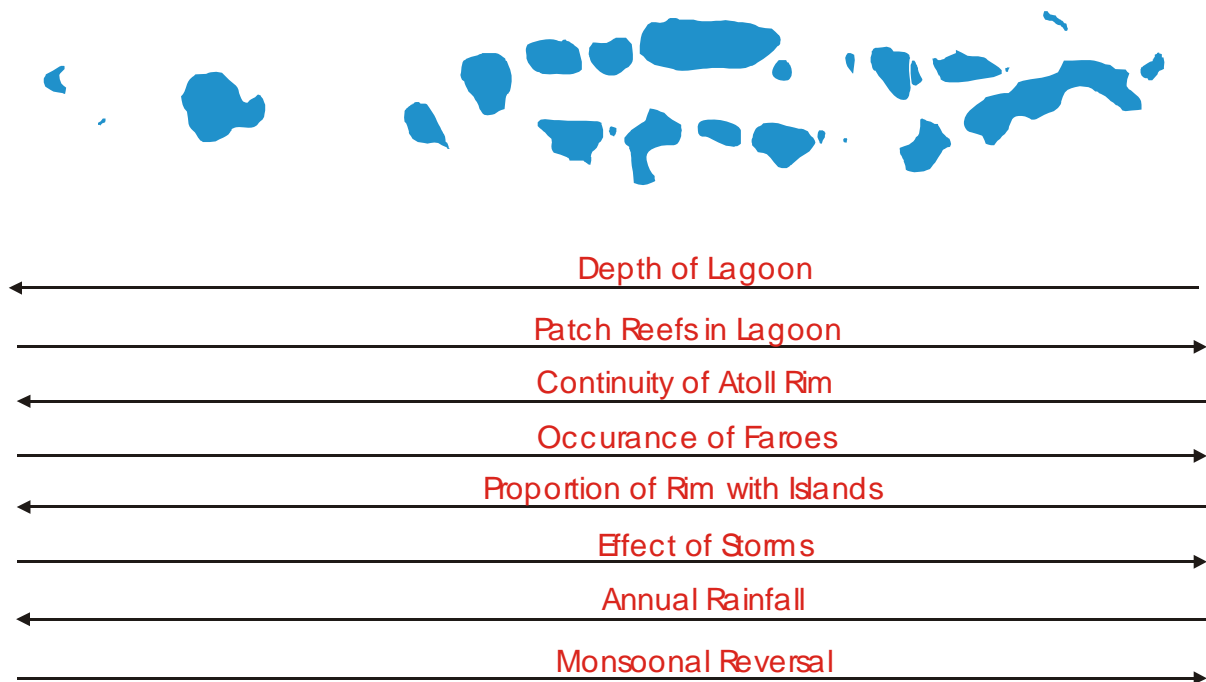 Depth of Lagoon
Patch Reefs in Lagoon
Continuity of Atoll Rim
Occurance of Faroes
Proportion of Rim with Islands
Effect of Storms
Annual Rainfall
Monsoonal Reversal